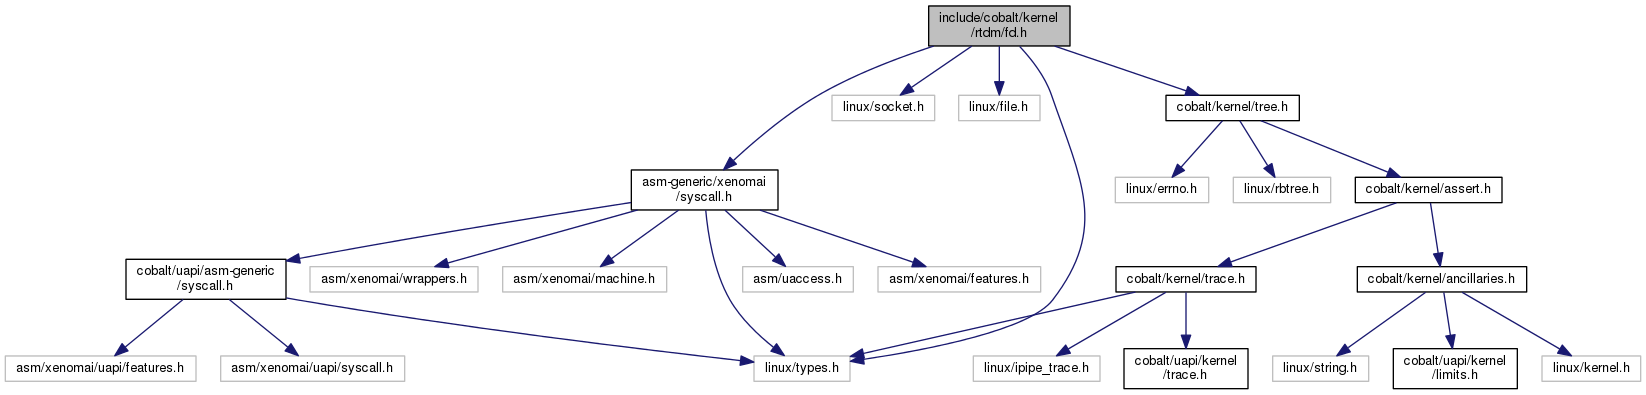 include/cobalt/kernel
/rtdm/fd.h
linux/socket.h
linux/file.h
cobalt/kernel/tree.h
asm-generic/xenomai
/syscall.h
linux/errno.h
linux/rbtree.h
cobalt/kernel/assert.h
cobalt/uapi/asm-generic
/syscall.h
asm/xenomai/wrappers.h
asm/xenomai/machine.h
asm/uaccess.h
asm/xenomai/features.h
cobalt/kernel/trace.h
cobalt/kernel/ancillaries.h
asm/xenomai/uapi/features.h
asm/xenomai/uapi/syscall.h
linux/types.h
linux/ipipe_trace.h
cobalt/uapi/kernel
/trace.h
linux/string.h
cobalt/uapi/kernel
/limits.h
linux/kernel.h